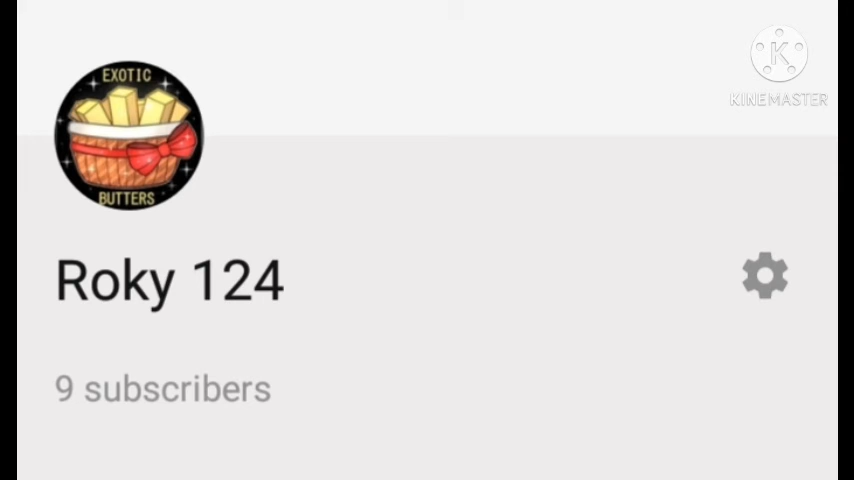 EXOTIC
BUTTERS
KINEMASTER
Roky 124
9 subscribers